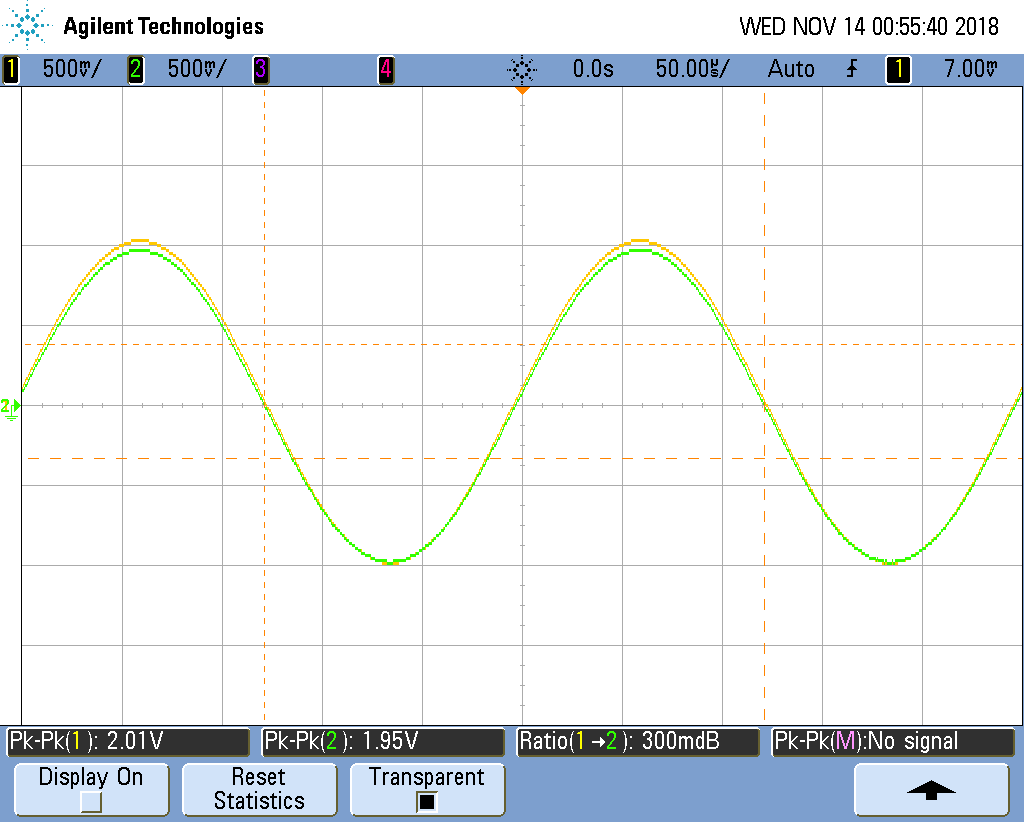 Agilent Technologies WED NOV 14 00:55:40 2018
1 500mV/ 2 500mV/ 3 4 0.0s 50.00µs/ Auto 1 7.00mV
2
Pk-Pk(1): 2.01V Pk-Pk(2): 1.95V Ratio(1→2): 300mdB Pk-Pk(M):No signal
Display On Reset Statistics Transparent